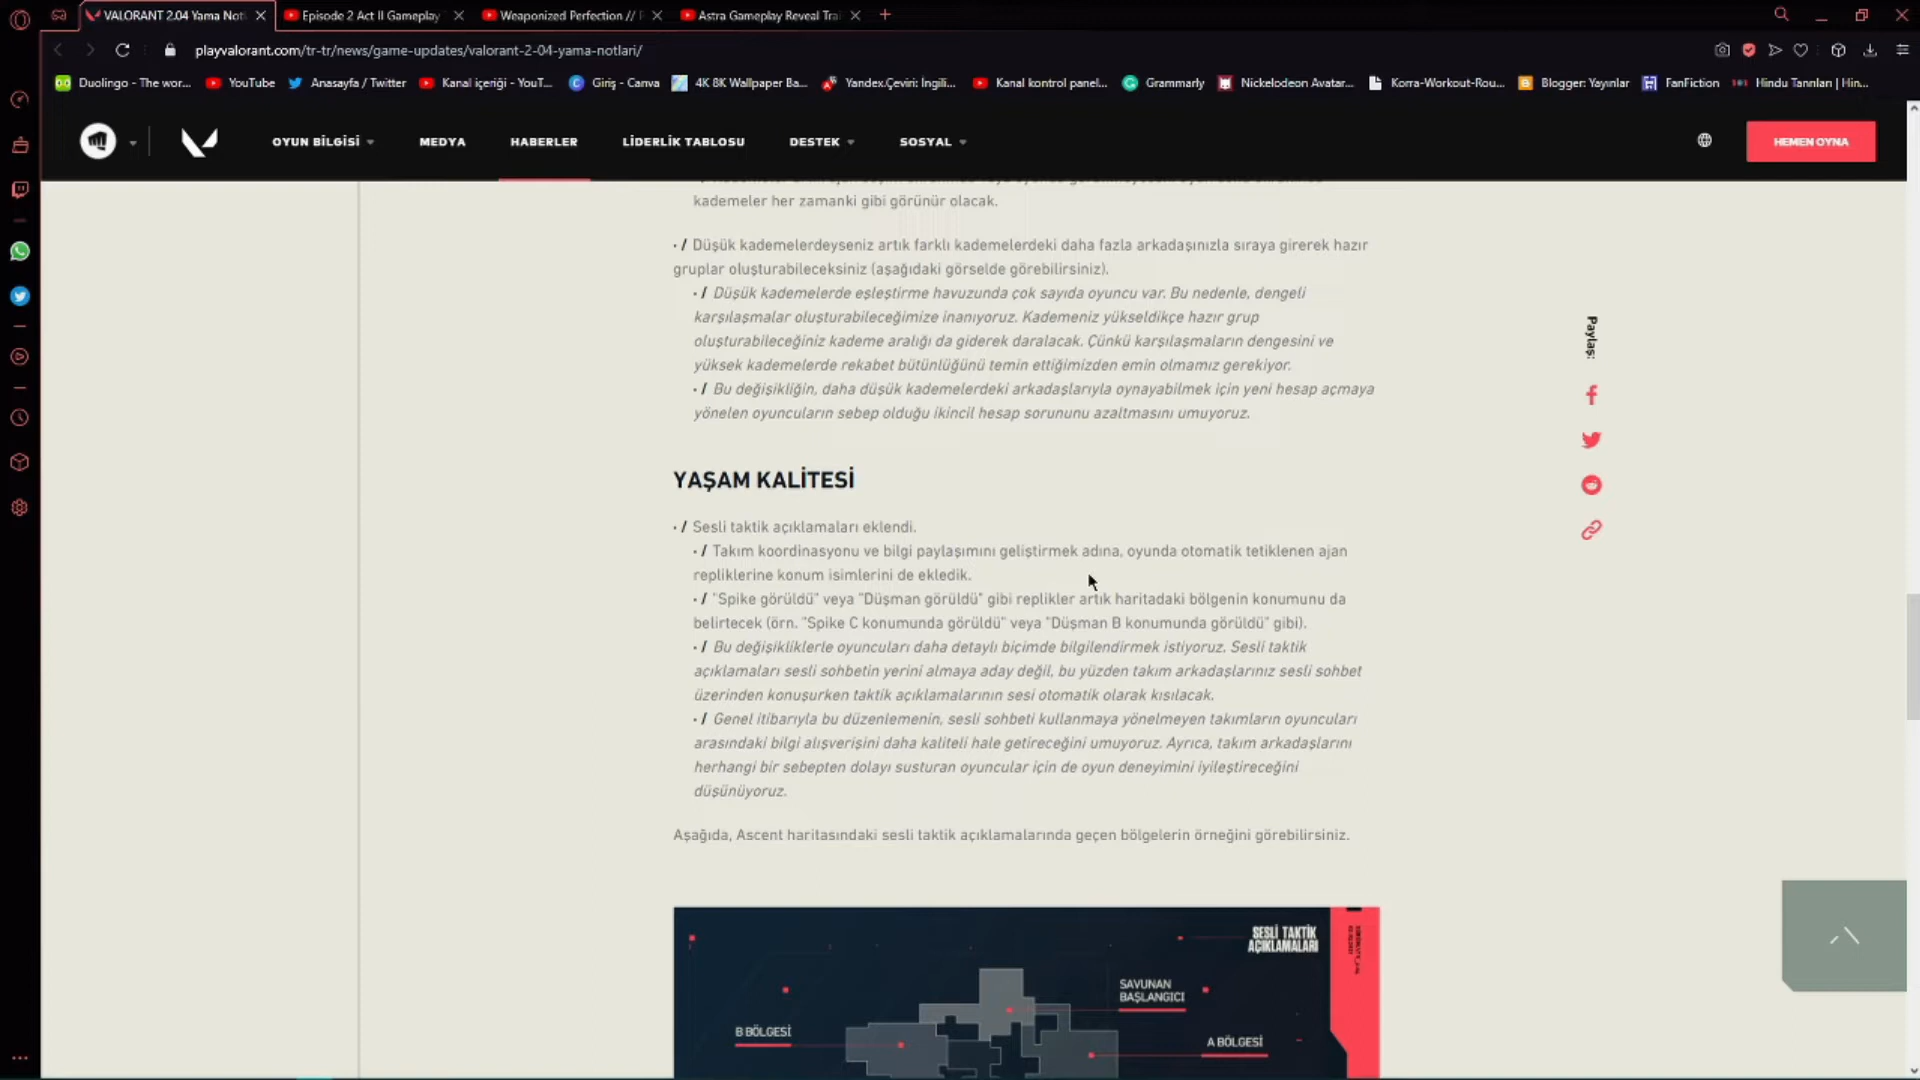 VALORANT 2.04 Yama Not
Episode 2 Act II Gameplay
Weaponized Perfection //
Astra Gameplay Reveal Tra
playvalorant.com/tr-tr/news/game-updates/valorant-2-04-yama-notlari/
Duolingo - The wor...
YouTube
Anasayfa / Twitter
Kanal içeriği - YouT...
Giriş - Canva
4K 8K Wallpaper Ba...
Yandex.Çeviri: İngili...
Kanal kontrol panel...
Grammarly
Nickelodeon Avatar...
Korra-Workout-Rou...
Blogger: Yayınlar
FanFiction
Hindu Tanrıları | Hin...
OYUN BİLGİSİ
MEDYA
HABERLER
LİDERLİK TABLOSU
DESTEK
SOSYAL
HEMEN OYNA
kademeler her zamanki gibi görünür olacak.
• / Düşük kademelerdeyseniz artık farklı kademelerdeki daha fazla arkadaşınızla sıraya girerek hazır
gruplar oluşturabileceksiniz (aşağıdaki görselde görebilirsiniz).
• / Düşük kademelerde eşleştirme havuzunda çok sayıda oyuncu var. Bu nedenle, dengeli
karşılaşmalar oluşturabileceğimize inanıyoruz. Kademeniz yükseldikçe hazır grup
oluşturabileceğiniz kademe aralığı da giderek daralacak. Çünkü karşılaşmaların dengesini ve
yüksek kademelerde rekabet bütünlüğünü temin ettiğimizden emin olmamız gerekiyor.
• / Bu değişikliğin, daha düşük kademelerdeki arkadaşlarıyla oynayabilmek için yeni hesap açmaya
yönelen oyuncuların sebep olduğu ikincil hesap sorununu azaltmasını umuyoruz.
Paylaş:
YAŞAM KALİTESİ
• / Sesli taktik açıklamaları eklendi.
• / Takım koordinasyonu ve bilgi paylaşımını geliştirmek adına, oyunda otomatik tetiklenen ajan
repliklerine konum isimlerini de ekledik.
• / "Spike görüldü" veya "Düşman görüldü" gibi replikler artık haritadaki bölgenin konumunu da
belirtecek (örn. "Spike C konumunda görüldü" veya "Düşman B konumunda görüldü" gibi).
• / Bu değişikliklerle oyuncuları daha detaylı biçimde bilgilendirmek istiyoruz. Sesli taktik
açıklamaları sesli sohbetin yerini almaya aday değil, bu yüzden takım arkadaşlarınız sesli sohbet
üzerinden konuşurken taktik açıklamalarının sesi otomatik olarak kısılacak.
• / Genel itibarıyla bu düzenlemenin, sesli sohbeti kullanmaya yönelmeyen takımların oyuncuları
arasındaki bilgi alışverişini daha kaliteli hale getireceğini umuyoruz. Ayrıca, takım arkadaşlarını
herhangi bir sebepten dolayı susturan oyuncular için de oyun deneyimini iyileştireceğini
düşünüyoruz.
Aşağıda, Ascent haritasındaki sesli taktik açıklamalarında geçen bölgelerin örneğini görebilirsiniz.
SESLİ TAKTİK
AÇIKLAMALARI
SAVUNAN
BAŞLANGICI
B BÖLGESİ
A BÖLGESİ